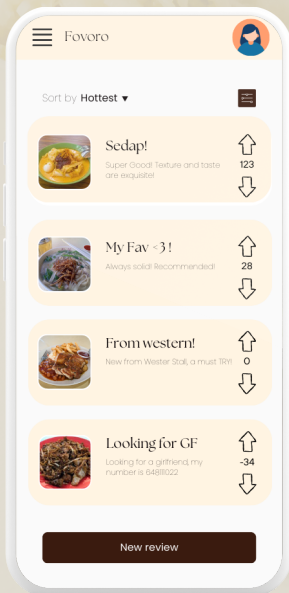 Fovoro
Sort by Hottest ▼
Sedap!
Super Good! Texture and taste
are exquisite!
123
My Fav <3 !
Always solid! Recommended!
28
From western!
New from Wester Stall, a must TRY!
0
Looking for GF
Looking for a girlfriend, my
number is 64811022
-34
New review